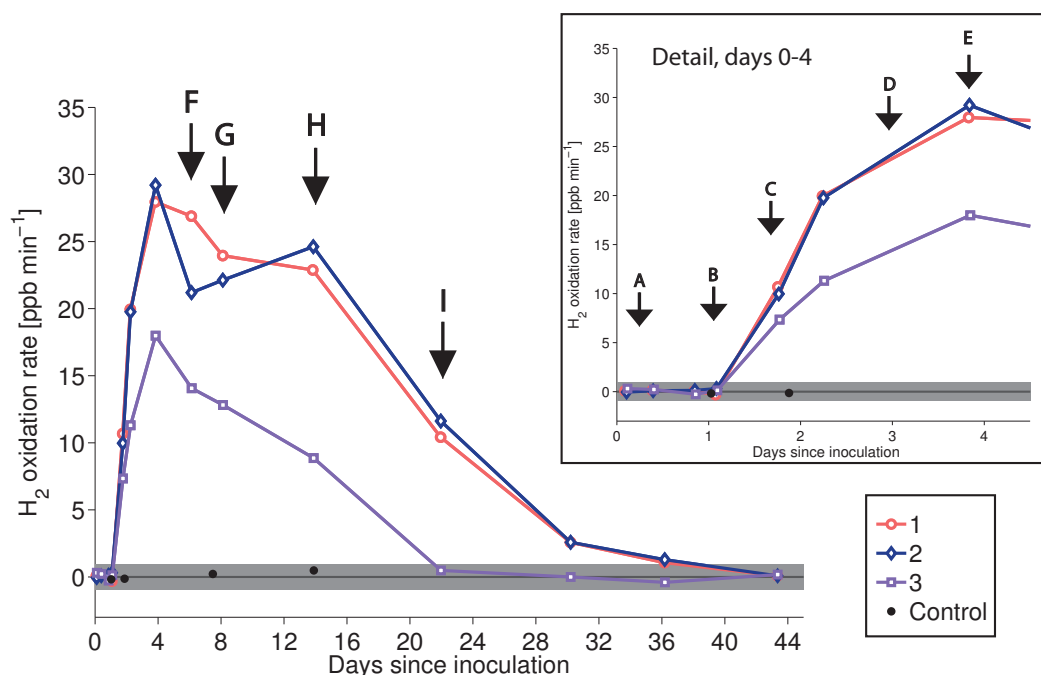 H₂ oxidation rate [ppb min⁻¹]
35
30
25
20
15
10
5
0
F
G
H
I
0 4 8 12 16 20 24 28 32 36 40 44
Days since inoculation
Detail, days 0-4
H₂ oxidation rate [ppb min⁻¹]
35
30
25
20
15
10
5
0
A
B
C
D
E
0 1 2 3 4
Days since inoculation
1
2
3
Control